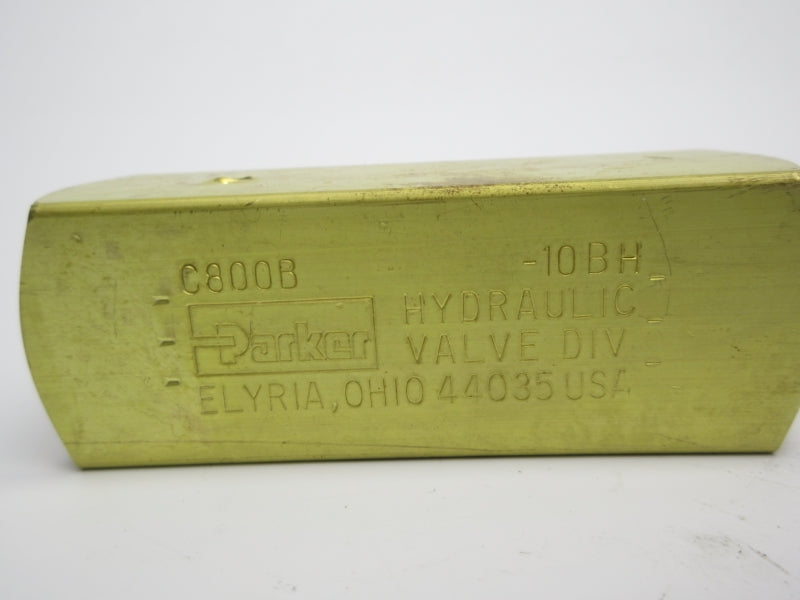 C800B -10BH
Parker HYDRAULIC
VALVE DIV
ELYRIA, OHIO 44035 USA